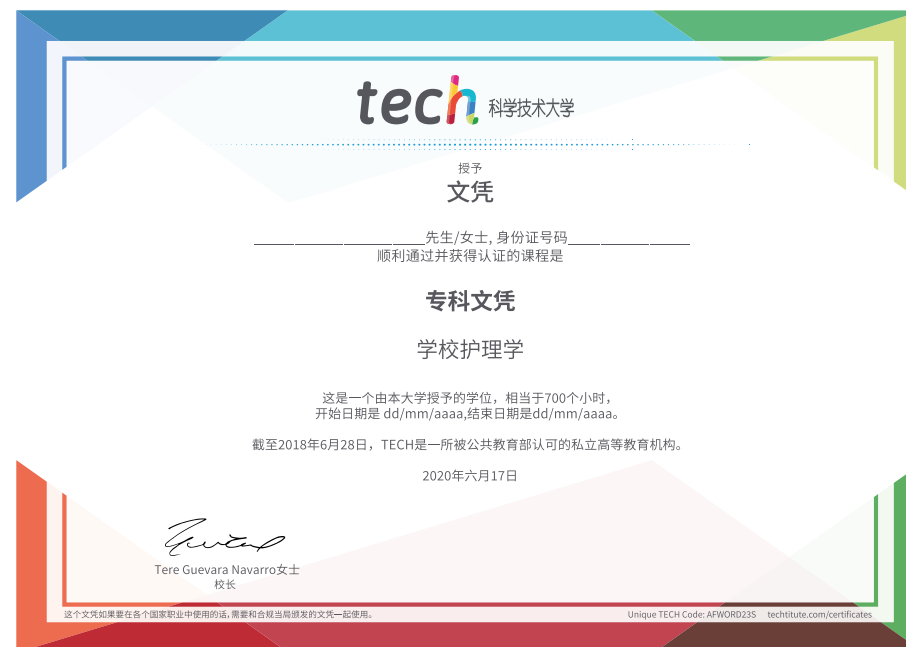 tech 科学技术大学
授予
文凭
____________________先生/女士, 身份证号码______________
顺利通过并获得认证的课程是
专科文凭
学校护理学
这是一个由本大学授予的学位，相当于700个小时，
开始日期是 dd/mm/aaaa,结束日期是dd/mm/aaaa。
截至2018年6月28日，TECH是一所被公共教育部认可的私立高等教育机构。
2020年六月17日
Tere Guevara Navarro女士
校长
这个文凭如果要在各个国家职业中使用的话,需要和合规当局颁发的文凭一起使用。
Unique TECH Code: AFWORD23S techtitute.com/certificates